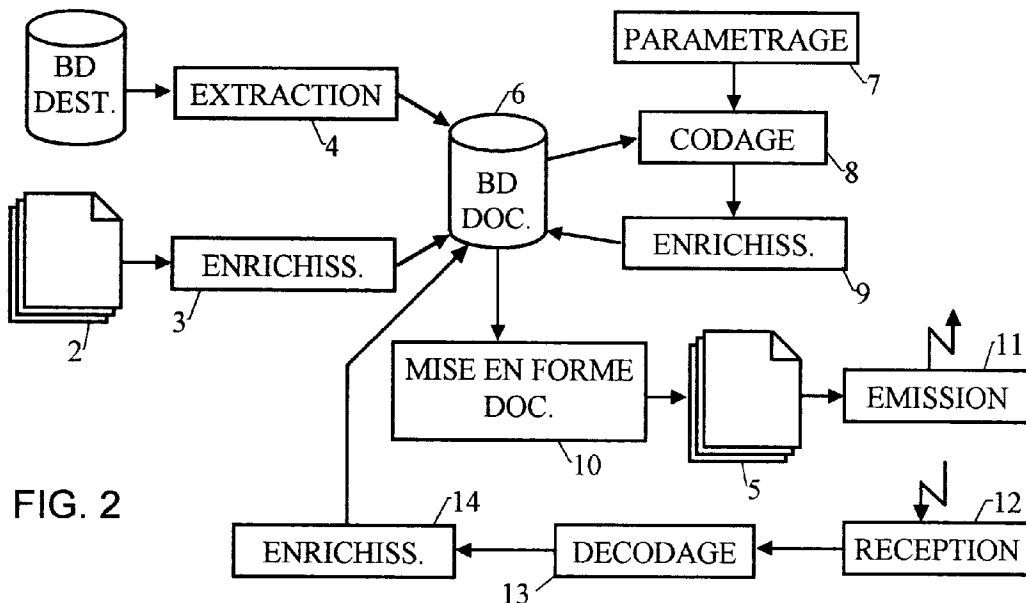 BD
DEST.
EXTRACTION
4
6
PARAMETRAGE
7
CODAGE
8
BD
DOC.
2
ENRICHISS.
3
ENRICHISS.
9
MISE EN FORME
DOC.
10
5
11
EMISSION
FIG. 2
14
ENRICHISS.
DECODAGE
13
12
RECEPTION